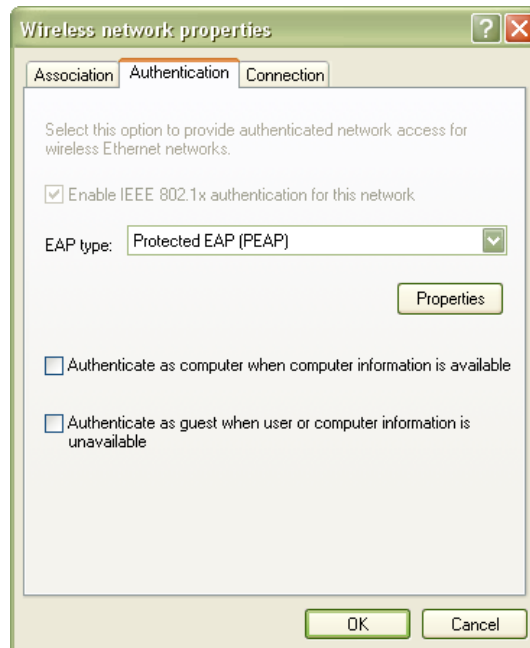 Wireless network properties
Association Authentication Connection
Select this option to provide authenticated network access for
wireless Ethernet networks.
Enable IEEE 802.1x authentication for this network
EAP type: Protected EAP (PEAP)
Properties
Authenticate as computer when computer information is available
Authenticate as guest when user or computer information is
unavailable
OK Cancel